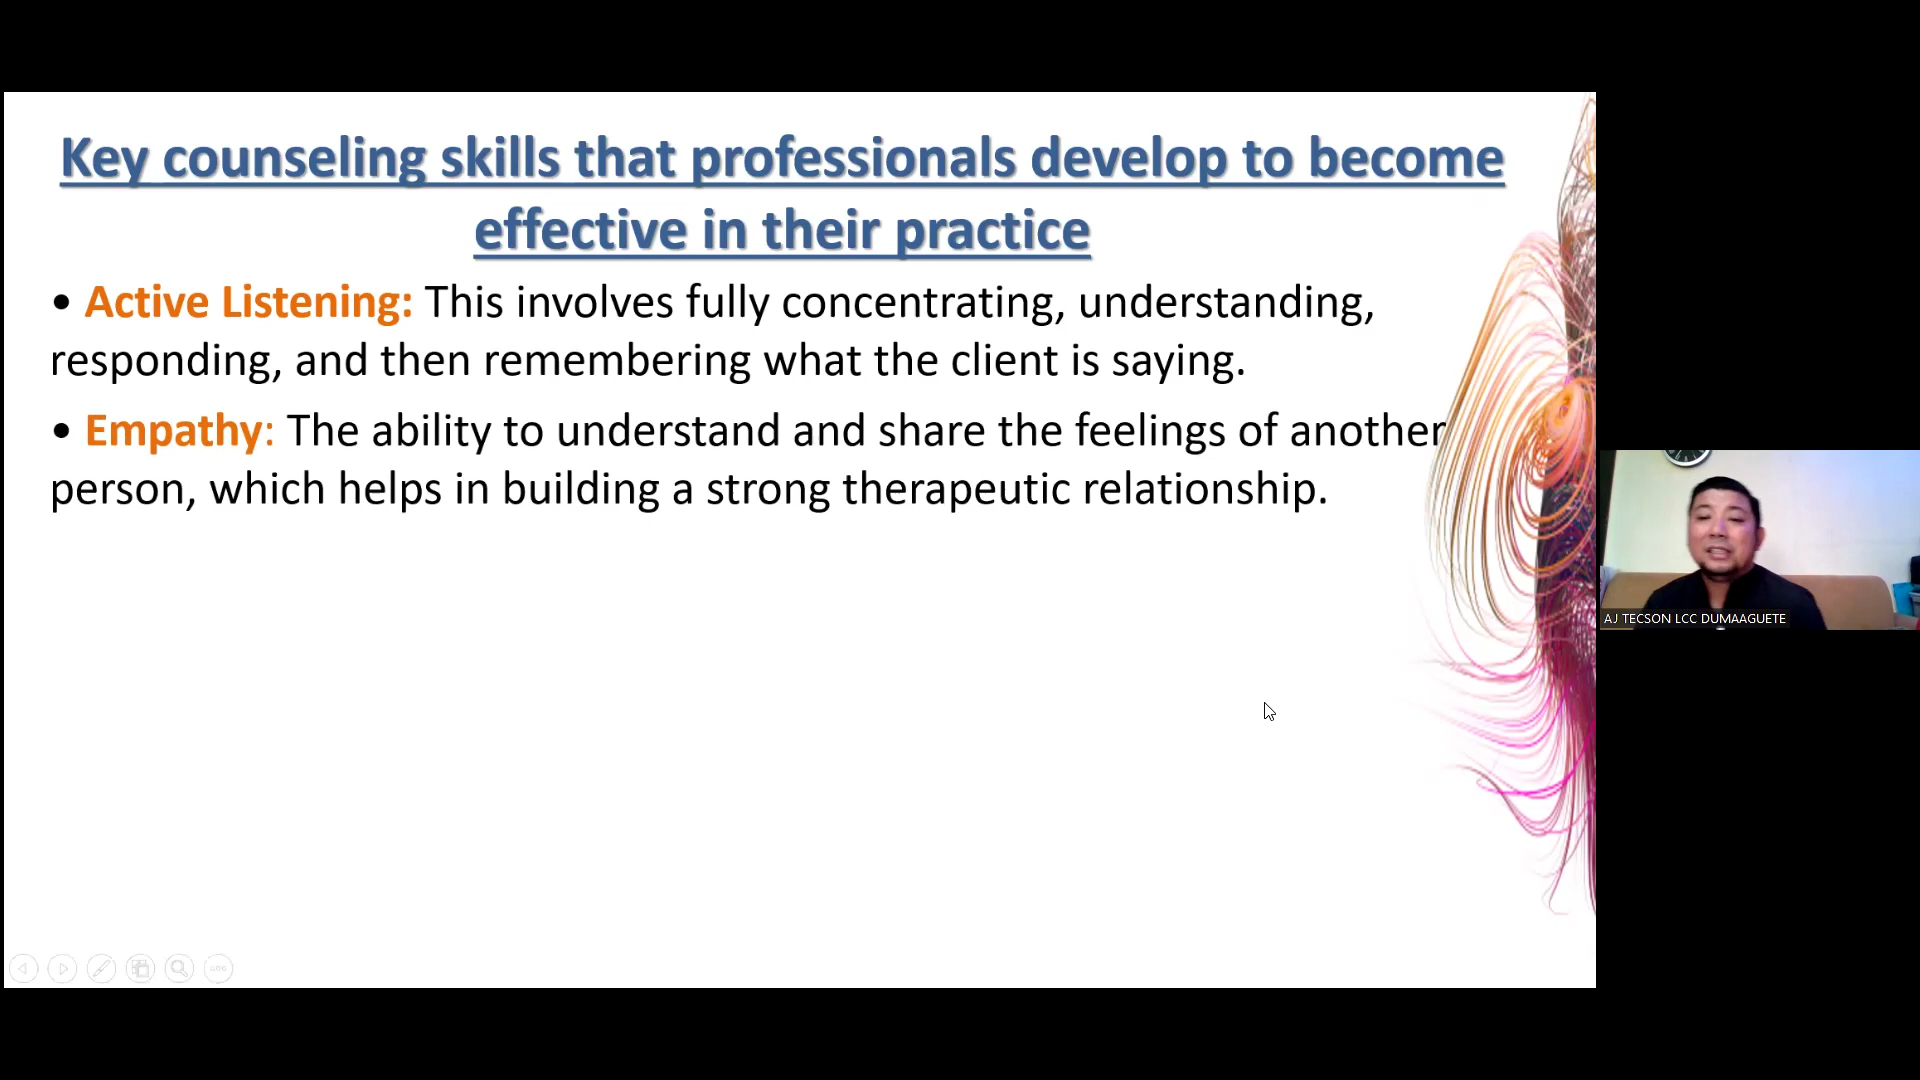 Key counseling skills that professionals develop to become
effective in their practice
• Active Listening: This involves fully concentrating, understanding,
responding, and then remembering what the client is saying.
• Empathy: The ability to understand and share the feelings of another
person, which helps in building a strong therapeutic relationship.
AJ TECSON LCC DUMAAGUETE